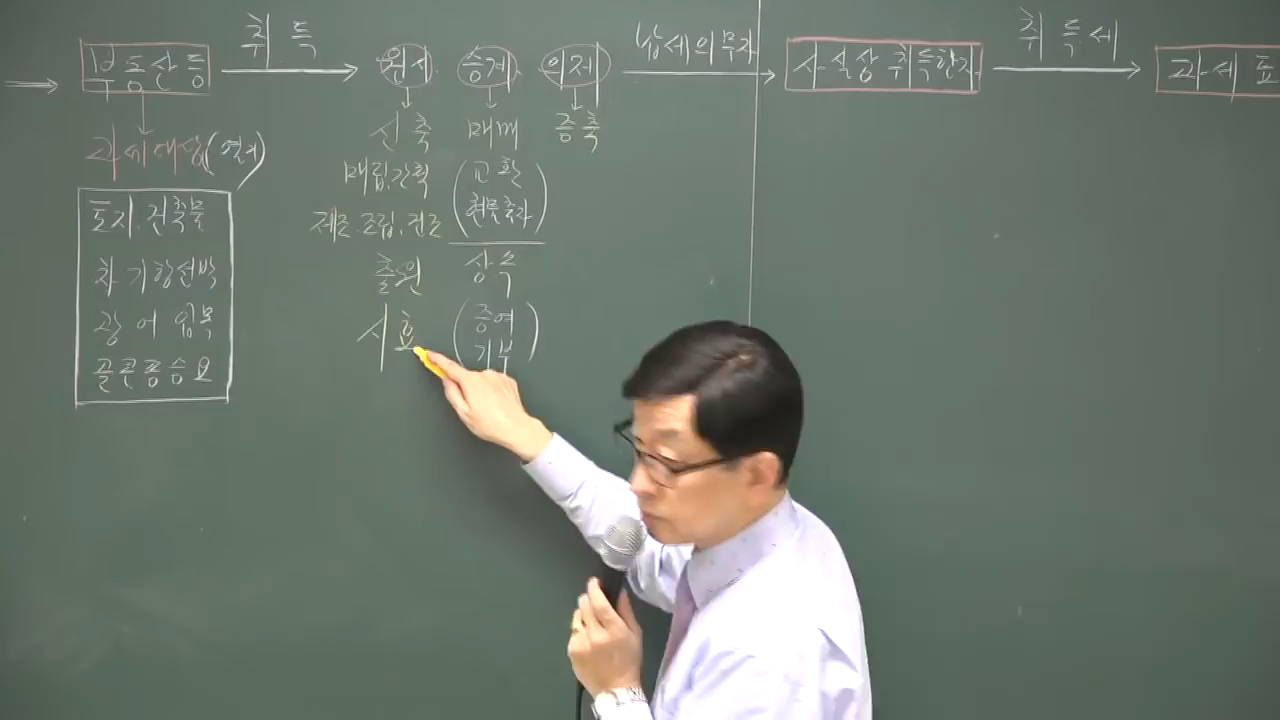 부동산등
취득
원시 승계 의제
납세의무자
사실상 취득한자
취득세
과세표
과세대상(열거)
토지.건축물
차 기항선박
광 어 입목
골콘종승요
신축
매립.간척
제조.조립.건조
출원
시효
매매
(교환
현물출자)
상속
(증여
기부)
증축